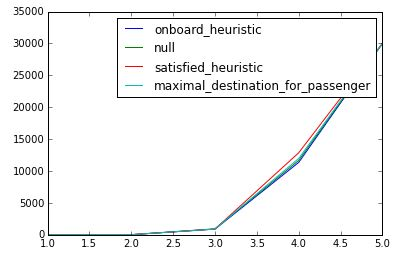 35000
30000
25000
20000
15000
10000
5000
0
onboard_heuristic
null
satisfied_heuristic
maximal_destination_for_passenger
1.0 1.5 2.0 2.5 3.0 3.5 4.0 4.5 5.0